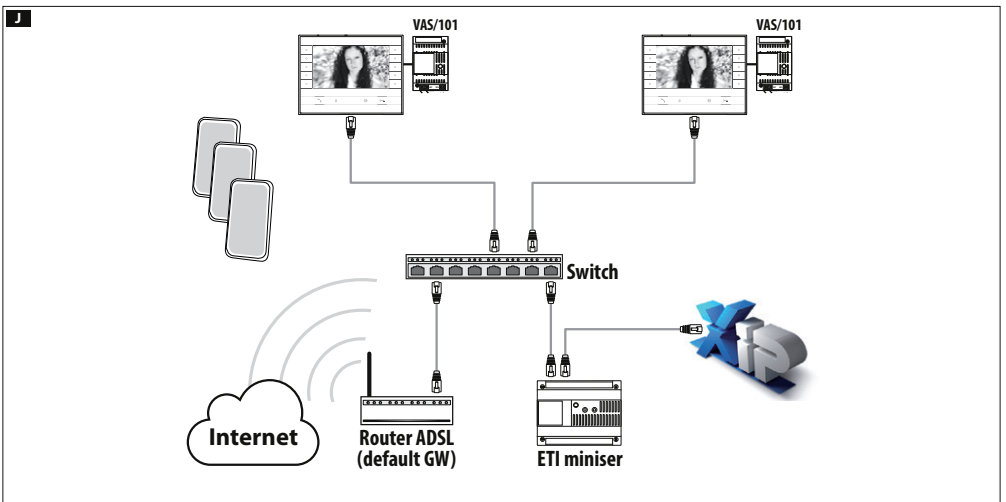 J
VAS/101
VAS/101
Switch
Xip
Internet
Router ADSL
(default GW)
ETI miniser